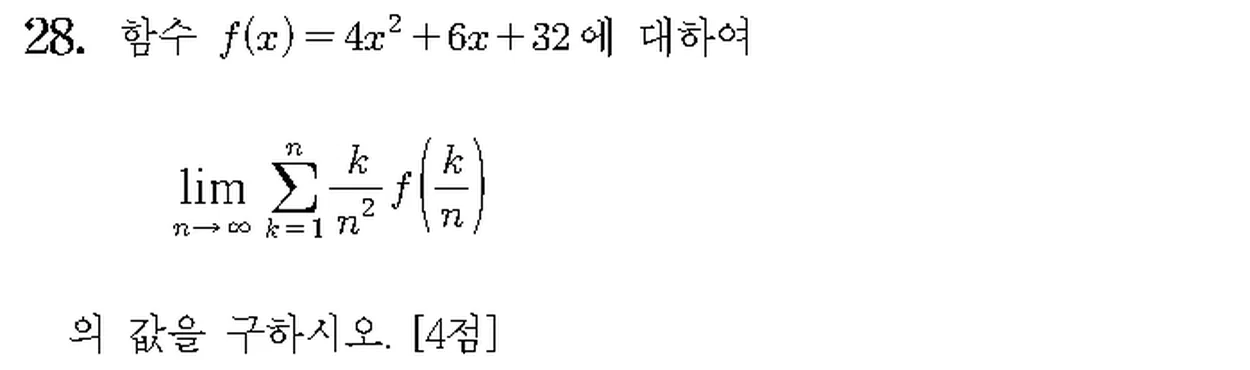 28. 함수 f(x)=4x²+6x+32 에 대하여
lim_{n→∞} ∑_{k=1}^{n} k/n² f(k/n)
의 값을 구하시오. [4점]